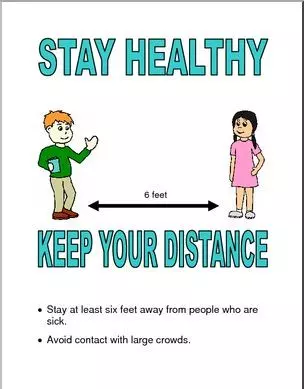 STAY HEALTHY
6 feet
KEEP YOUR DISTANCE
• Stay at least six feet away from people who are
sick.
• Avoid contact with large crowds.